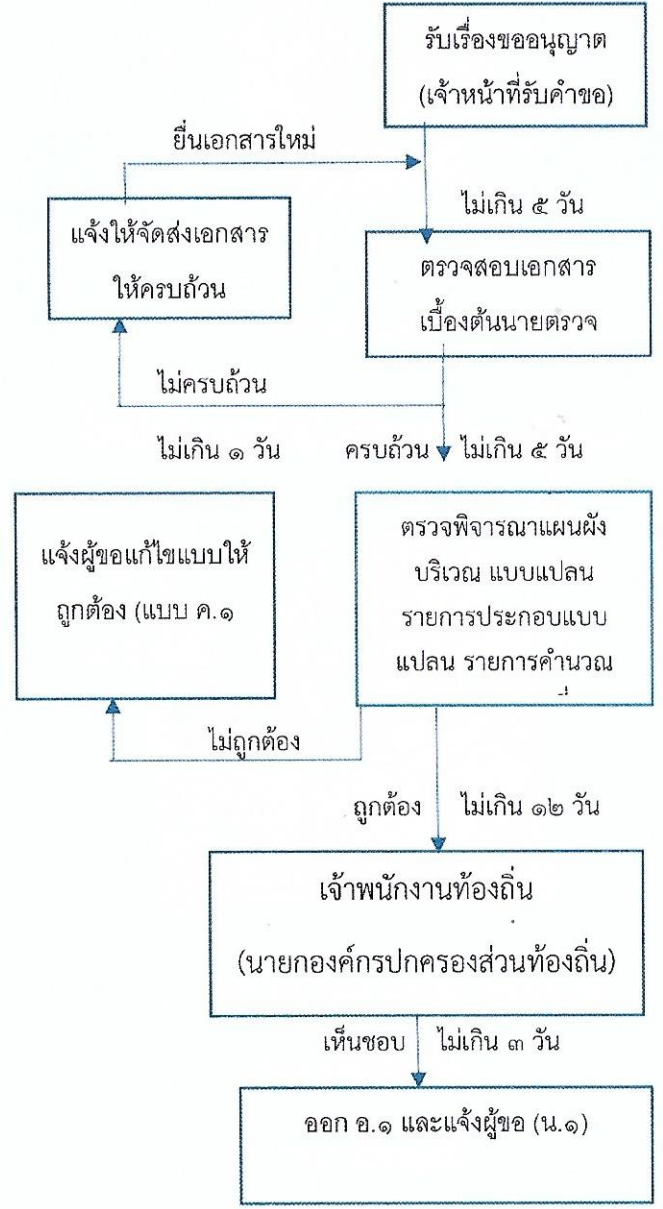 รับเรื่องขออนุญาต
(เจ้าหน้าที่รับคำขอ)
ยื่นเอกสารใหม่
ไม่เกิน ๕ วัน
แจ้งให้จัดส่งเอกสาร
ให้ครบถ้วน
ตรวจสอบเอกสาร
เบื้องต้นนายตรวจ
ไม่ครบถ้วน
ไม่เกิน ๑ วัน
ครบถ้วน ไม่เกิน ๕ วัน
แจ้งผู้ขอแก้ไขแบบให้
ถูกต้อง (แบบ ค.๑
ตรวจพิจารณาแผนผัง
บริเวณ แบบแปลน
รายการประกอบแบบ
แปลน รายการคำนวณ
ไม่ถูกต้อง
ถูกต้อง ไม่เกิน ๑๒ วัน
เจ้าพนักงานท้องถิ่น
(นายกองค์กรปกครองส่วนท้องถิ่น)
เห็นชอบ ไม่เกิน ๓ วัน
ออก อ.๑ และแจ้งผู้ขอ (น.๑)